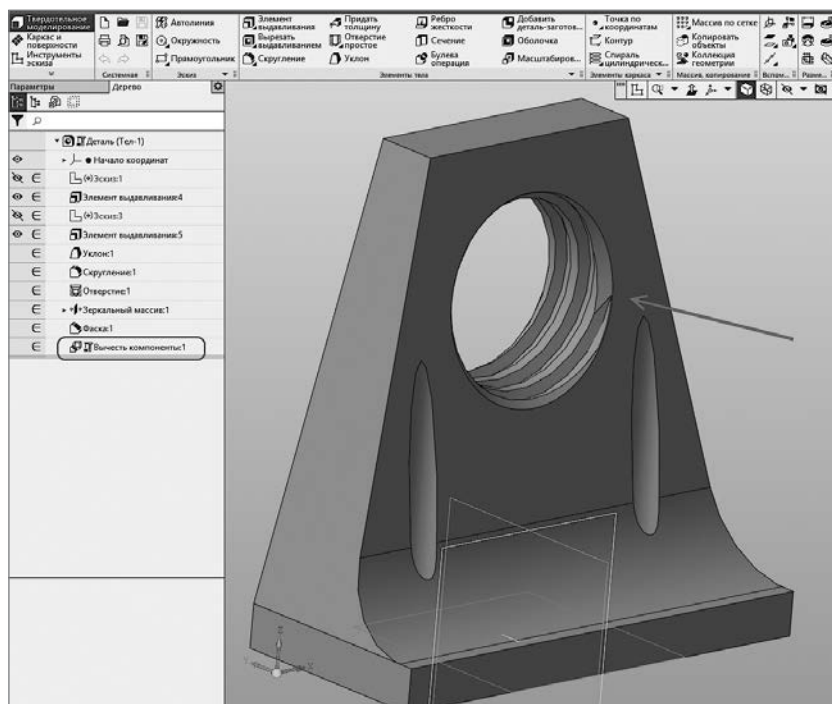 Твердотельное моделирование
Каркас и поверхности
Инструменты эскиза
Системная
Автолиния
Окружность
Прямоугольник
Эскиз
Элемент выдавливания
Вырезать выдавливанием
Скругление
Придать толщину
Отверстие простое
Уклон
Ребро жесткости
Сечение
Булева операция
Добавить деталь-заготов...
Оболочка
Масштабиров...
Элементы тела
Точка по координатам
Контур
Спираль цилиндрическ...
Элементы каркаса
Массив по сетке
Копировать объекты
Коллекция геометрии
Массив, копирование
Вспом...
Разме...
Параметры
Дерево
Деталь (Тел-1)
Начало координат
(+)Эскиз:1
Элемент выдавливания:4
(+)Эскиз:3
Элемент выдавливания:5
Уклон:1
Скругление:1
Отверстие:1
Зеркальный массив:1
Фаска:1
Вычесть компоненты:1